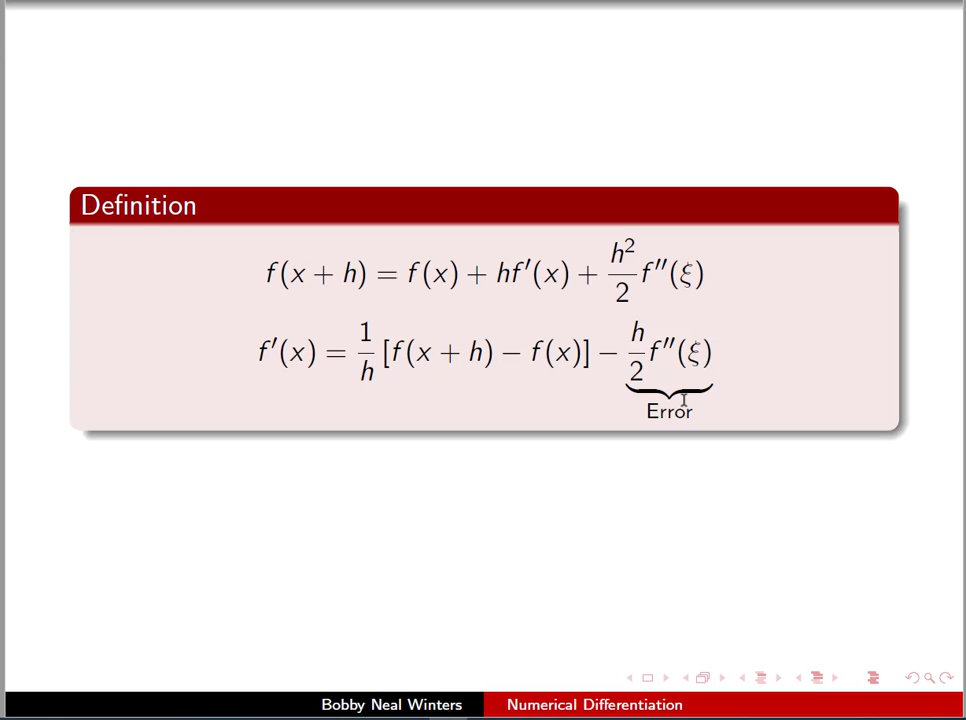 Definition
f(x + h) = f(x) + hf′(x) + h²/2 f″(ξ)
f′(x) = 1/h [f(x + h) − f(x)] − h/2 f″(ξ)
Error
Bobby Neal Winters Numerical Differentiation